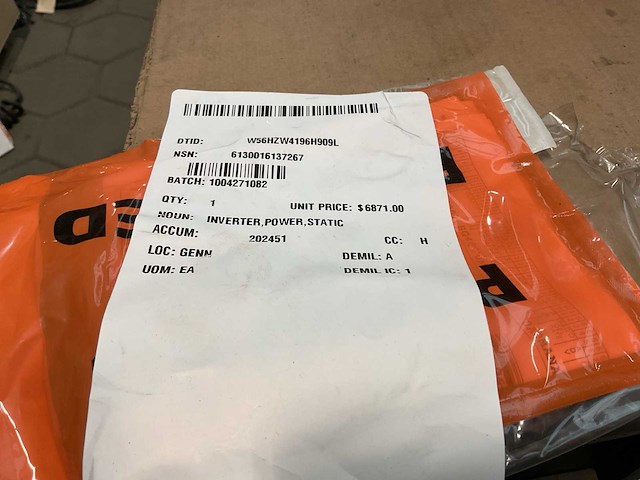 DTID: W56HZW4196H909L
NSN: 6130016137267
BATCH: 1004271082
QTY: 1 UNIT PRICE: $ 6871.00
NOUN: INVERTER,POWER,STATIC
ACCUM: 202451 CC: H
LOC: GENN DEMIL: A
UOM: EA DEMIL IC: 1